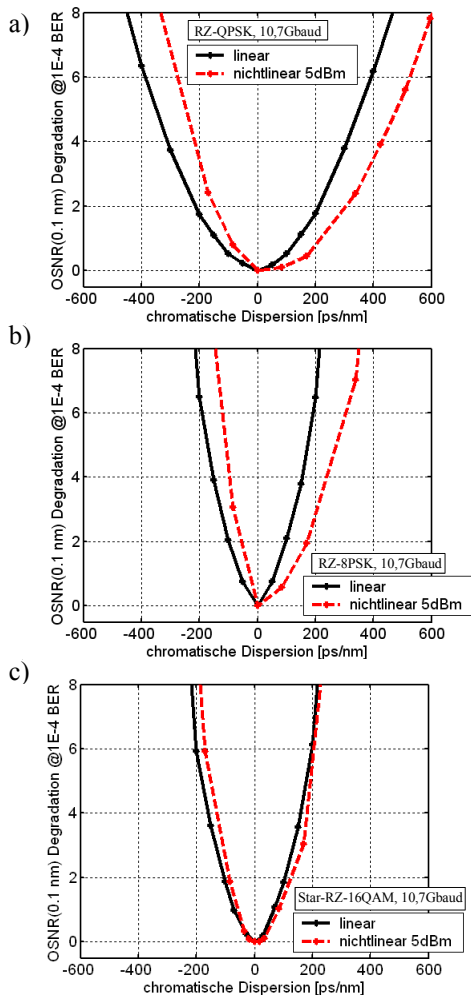 a)
OSNR(0.1 nm) Degradation @1E-4 BER
8
6
4
2
0
RZ-QPSK, 10,7Gbaud
linear
nichtlinear 5dBm
-600 -400 -200 0 200 400 600
chromatische Dispersion [ps/nm]
b)
OSNR(0.1 nm) Degradation @1E-4 BER
8
6
4
2
0
RZ-8PSK, 10,7Gbaud
linear
nichtlinear 5dBm
-600 -400 -200 0 200 400 600
chromatische Dispersion [ps/nm]
c)
OSNR(0.1 nm) Degradation @1E-4 BER
8
6
4
2
0
Star-RZ-16QAM, 10,7Gbaud
linear
nichtlinear 5dBm
-600 -400 -200 0 200 400 600
chromatische Dispersion [ps/nm]